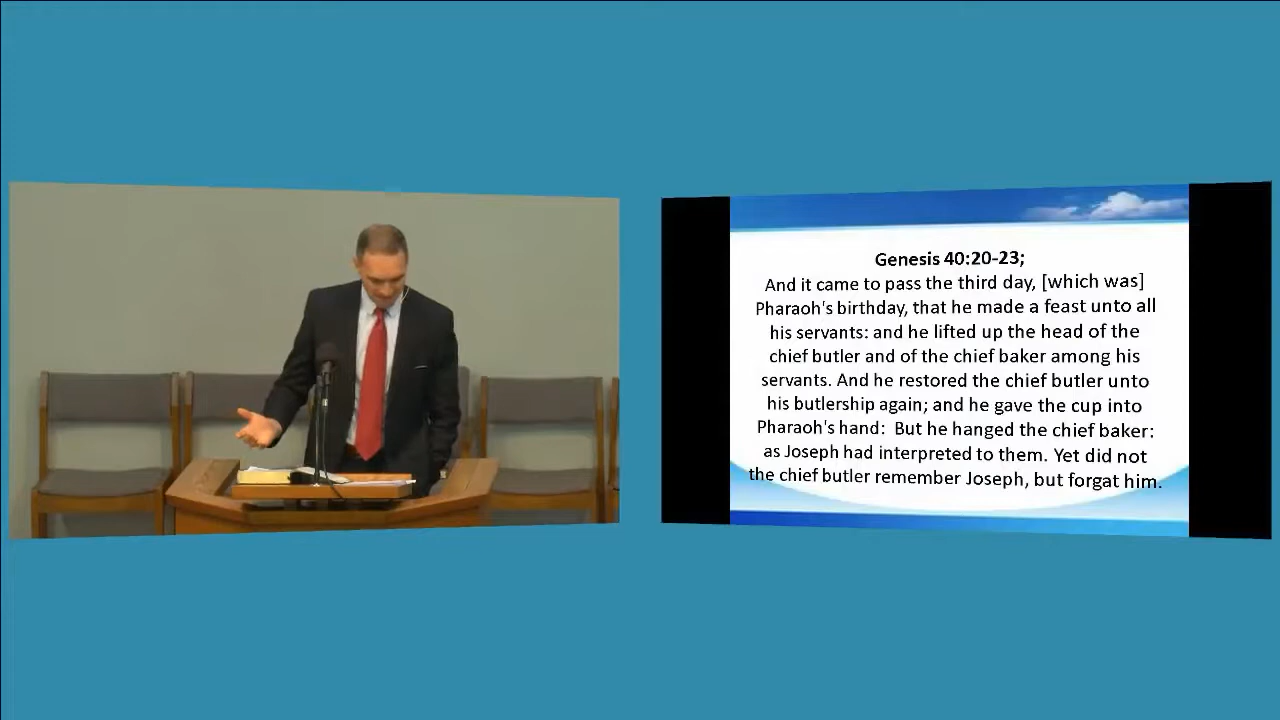 Genesis 40:20-23;
And it came to pass the third day, [which was]
Pharaoh's birthday, that he made a feast unto all
his servants: and he lifted up the head of the
chief butler and of the chief baker among his
servants. And he restored the chief butler unto
his butlership again; and he gave the cup into
Pharaoh's hand:  But he hanged the chief baker:
as Joseph had interpreted to them. Yet did not
the chief butler remember Joseph, but forgat him.